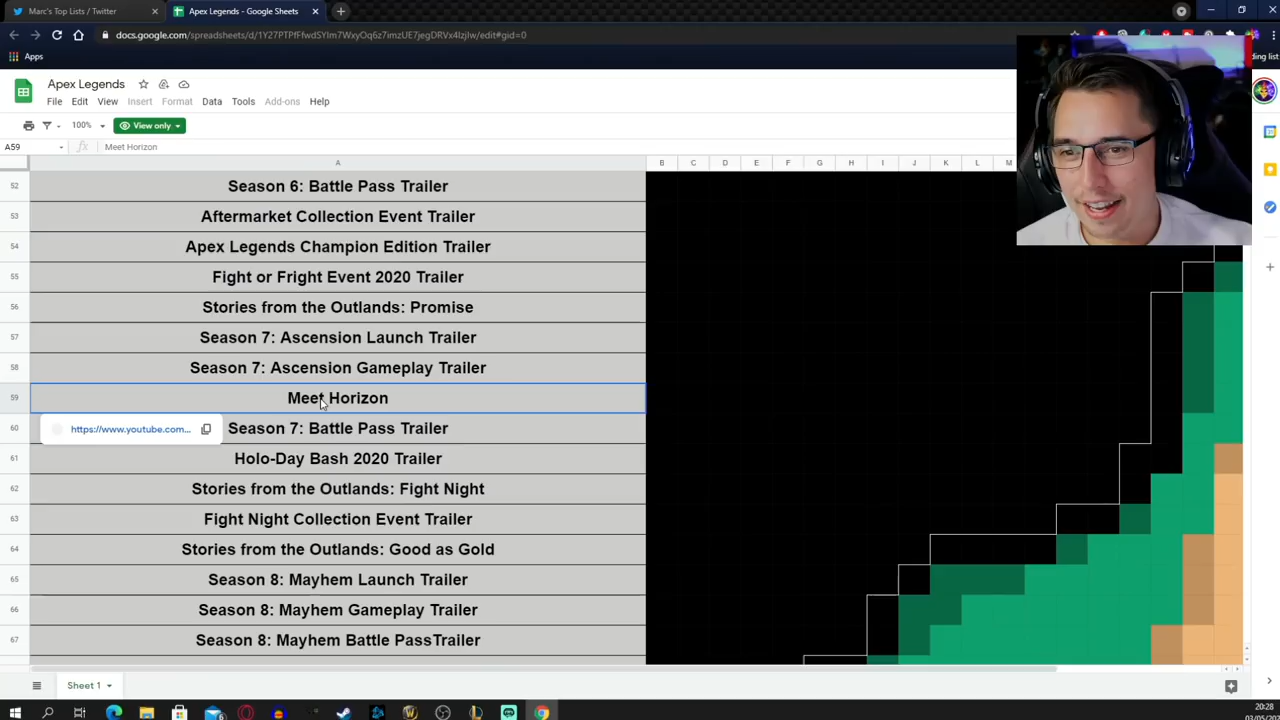 Marc's Top Lists / Twitter
Apex Legends - Google Sheets
docs.google.com/spreadsheets/d/1Y27PTPfFfwdSYIm7WxyOq6z7imzUE7jegDRVx4lzjlw/edit#gid=0
Apps
Apex Legends
File Edit View Insert Format Data Tools Add-ons Help
100% View only
A59 Meet Horizon
A B C D E F G H I J K L M
52 Season 6: Battle Pass Trailer
53 Aftermarket Collection Event Trailer
54 Apex Legends Champion Edition Trailer
55 Fight or Fright Event 2020 Trailer
56 Stories from the Outlands: Promise
57 Season 7: Ascension Launch Trailer
58 Season 7: Ascension Gameplay Trailer
59 Meet Horizon
60 https://www.youtube.com... Season 7: Battle Pass Trailer
61 Holo-Day Bash 2020 Trailer
62 Stories from the Outlands: Fight Night
63 Fight Night Collection Event Trailer
64 Stories from the Outlands: Good as Gold
65 Season 8: Mayhem Launch Trailer
66 Season 8: Mayhem Gameplay Trailer
67 Season 8: Mayhem Battle PassTrailer
Sheet 1
20:28